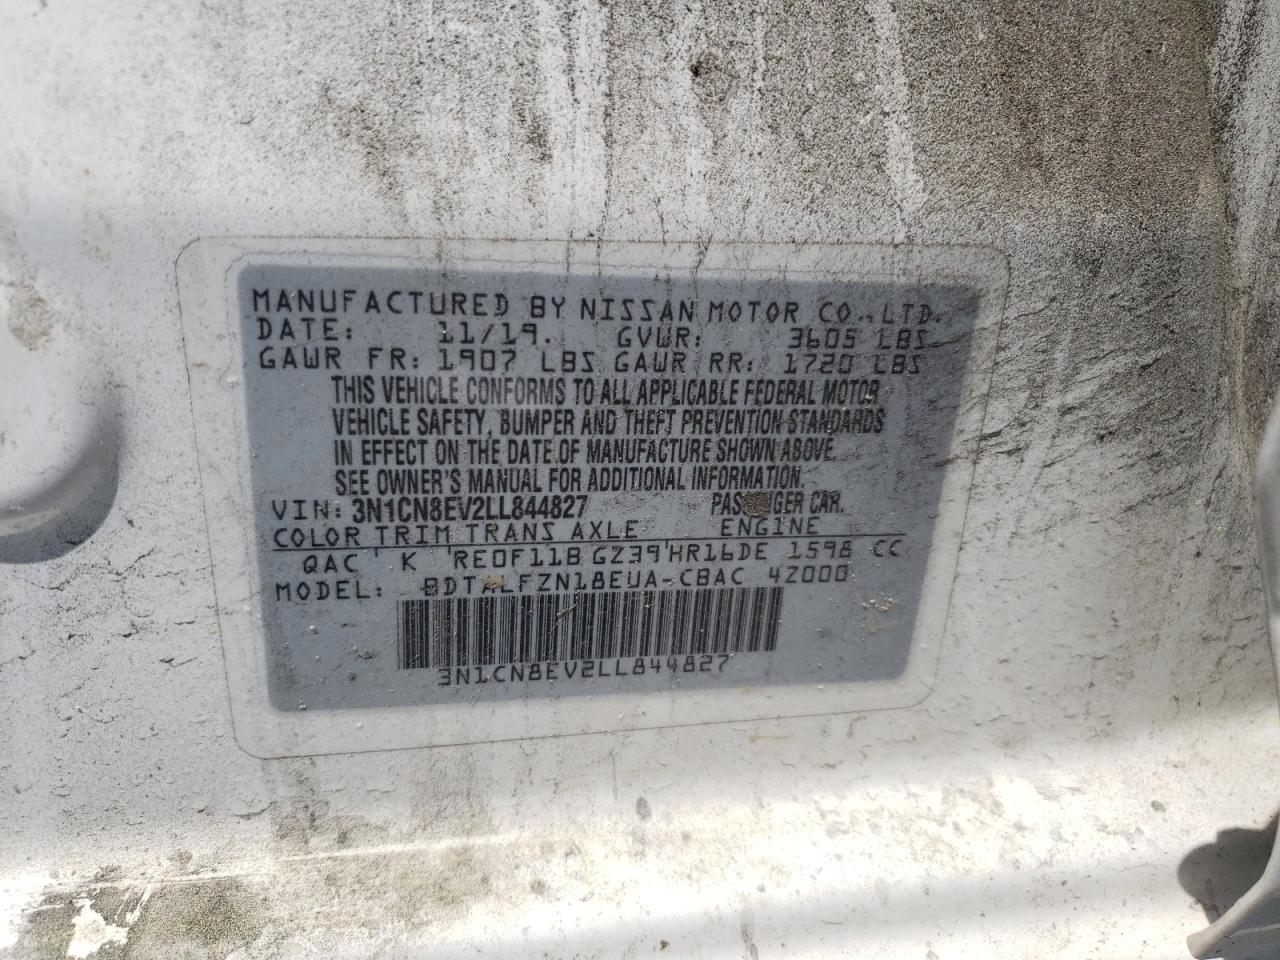 MANUFACTURED BY NISSAN MOTOR CO.,LTD.
DATE: 11/19. GVWR: 3605 LBS
GAWR FR: 1907 LBS GAWR RR: 1720 LBS
THIS VEHICLE CONFORMS TO ALL APPLICABLE FEDERAL MOTOR
VEHICLE SAFETY, BUMPER AND THEFT PREVENTION STANDARDS
IN EFFECT ON THE DATE OF MANUFACTURE SHOWN ABOVE.
SEE OWNER'S MANUAL FOR ADDITIONAL INFORMATION.
VIN: 3N1CN8EV2LL844827 PASSENGER CAR.
COLOR TRIM TRANS AXLE ENGINE
QAC K RE0F11B GZ39 HR16DE 1598 CC
MODEL: BDTALFZN18EUA-CBAC 4Z000
3N1CN8EV2LL844827